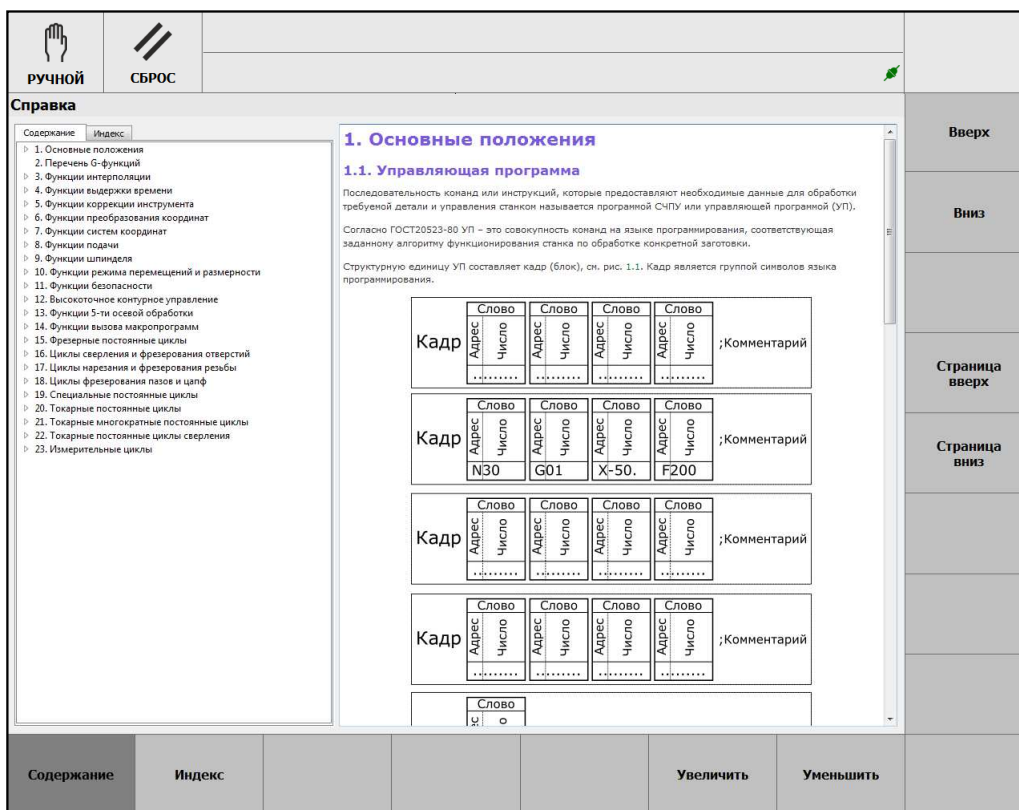 РУЧНОЙ
СБРОС
Справка
Содержание
Индекс
1. Основные положения
2. Перечень G-функций
3. Функции интерполяции
4. Функции выдержки времени
5. Функции коррекции инструмента
6. Функции преобразования координат
7. Функции систем координат
8. Функции подачи
9. Функции шпинделя
10. Функции режима перемещений и размерности
11. Функции безопасности
12. Высокоточное контурное управление
13. Функции 5-ти осевой обработки
14. Функции вызова макропрограмм
15. Фрезерные постоянные циклы
16. Циклы сверления и фрезерования отверстий
17. Циклы нарезания и фрезерования резьбы
18. Циклы фрезерования пазов и цапф
19. Специальные постоянные циклы
20. Токарные постоянные циклы
21. Токарные многократные постоянные циклы
22. Токарные постоянные циклы сверления
23. Измерительные циклы
1. Основные положения
1.1. Управляющая программа
Последовательность команд или инструкций, которые предоставляют необходимые данные для обработки
требуемой детали и управления станком называется программой СЧПУ или управляющей программой (УП).
Согласно ГОСТ20523-80 УП – это совокупность команд на языке программирования, соответствующая
заданному алгоритму функционирования станка по обработке конкретной заготовки.
Структурную единицу УП составляет кадр (блок), см. рис. 1.1. Кадр является группой символов языка
программирования.
Слово Слово Слово Слово
Кадр Адрес Число Адрес Число Адрес Число Адрес Число ;Комментарий
......... ......... ......... .........
Слово Слово Слово Слово
Кадр Адрес Число Адрес Число Адрес Число Адрес Число ;Комментарий
N30 G01 X-50. F200
Слово Слово Слово Слово
Кадр Адрес Число Адрес Число Адрес Число Адрес Число ;Комментарий
......... ......... ......... .........
Слово Слово Слово Слово
Кадр Адрес Число Адрес Число Адрес Число Адрес Число ;Комментарий
......... ......... ......... .........
Слово
ес о
Вверх
Вниз
Страница
вверх
Страница
вниз
Содержание
Индекс
Увеличить
Уменьшить